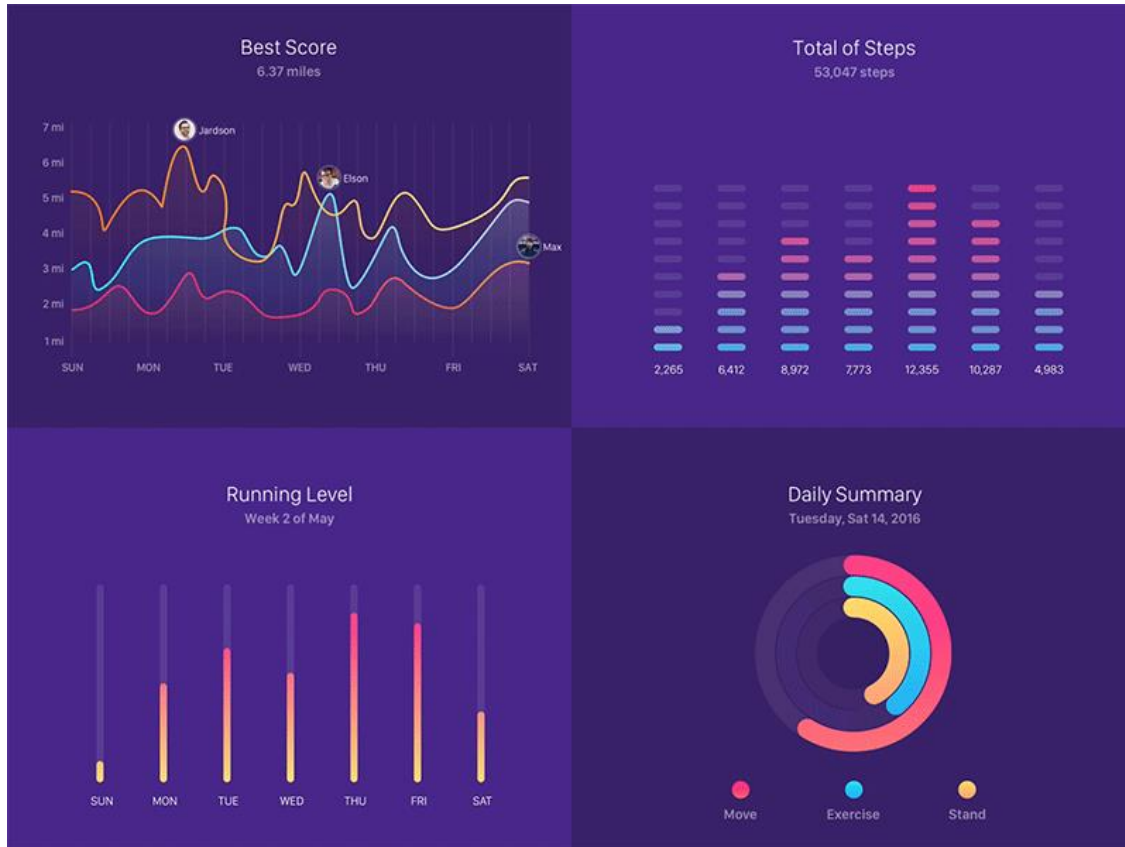 Best Score
6.37 miles
7 mi
6 mi
5 mi
4 mi
3 mi
2 mi
1 mi
Jardson
Elson
Max
SUN MON TUE WED THU FRI SAT
Total of Steps
53,047 steps
2,265 6,412 8,972 7,773 12,355 10,287 4,983
Running Level
Week 2 of May
SUN MON TUE WED THU FRI SAT
Daily Summary
Tuesday, Sat 14, 2016
Move Exercise Stand